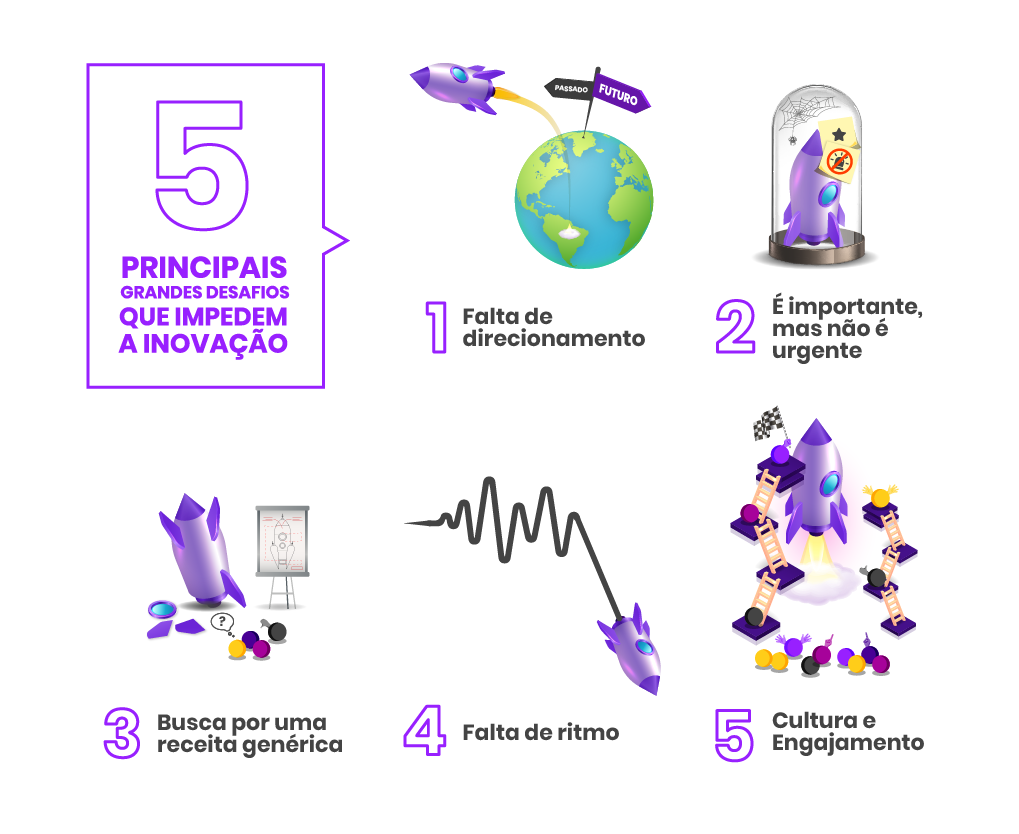 5
PRINCIPAIS
GRANDES DESAFIOS
QUE IMPEDEM
A INOVAÇÃO
PASSADO
FUTURO
1
Falta de
direcionamento
2
É importante,
mas não é
urgente
?
3
Busca por uma
receita genérica
4
Falta de ritmo
5
Cultura e
Engajamento